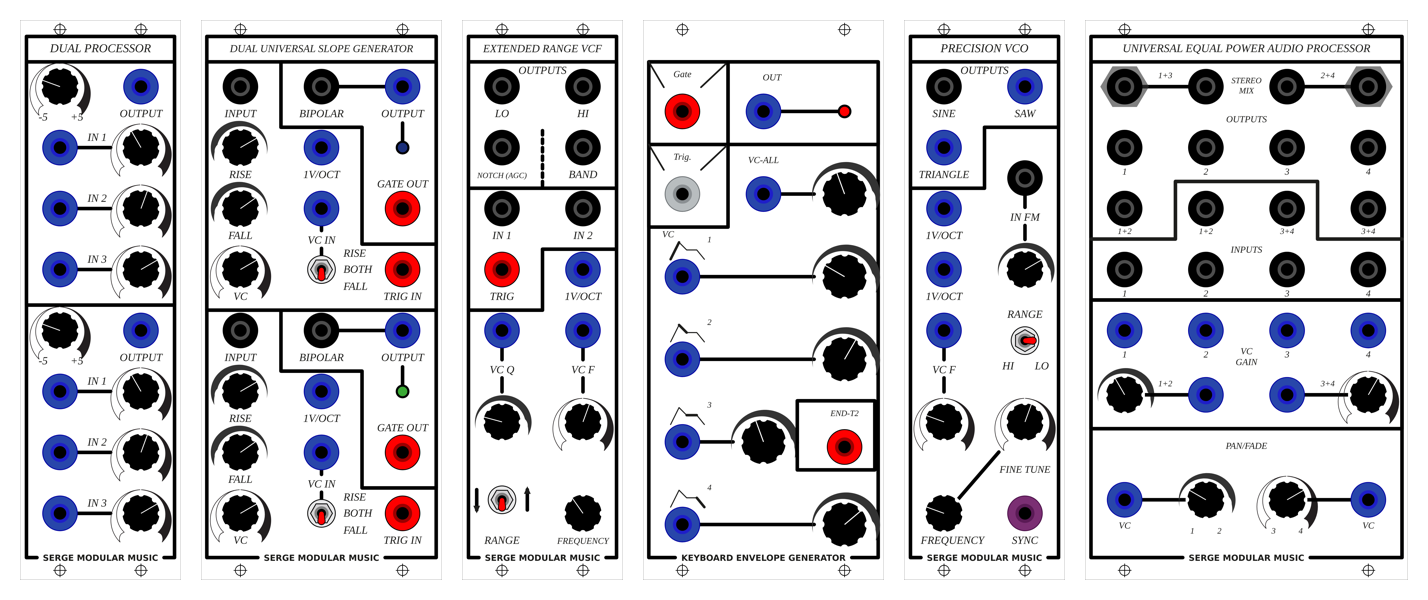 DUAL PROCESSOR
-5 +5 OUTPUT
IN 1
IN 2
IN 3
-5 +5 OUTPUT
IN 1
IN 2
IN 3
SERGE MODULAR MUSIC
DUAL UNIVERSAL SLOPE GENERATOR
INPUT BIPOLAR OUTPUT
RISE 1V/OCT
GATE OUT
FALL VC IN
RISE
BOTH
FALL
VC TRIG IN
INPUT BIPOLAR OUTPUT
RISE 1V/OCT
GATE OUT
FALL VC IN
RISE
BOTH
FALL
VC TRIG IN
SERGE MODULAR MUSIC
EXTENDED RANGE VCF
OUTPUTS
LO HI
NOTCH (AGC) BAND
IN 1 IN 2
TRIG 1V/OCT
VC Q VC F
RANGE FREQUENCY
SERGE MODULAR MUSIC
Gate OUT
Trig. VC-ALL
VC
1
2
3
END-T2
4
KEYBOARD ENVELOPE GENERATOR
PRECISION VCO
OUTPUTS
SINE SAW
TRIANGLE
IN FM
1V/OCT
1V/OCT
RANGE
HI LO
VC F
FINE TUNE
FREQUENCY SYNC
SERGE MODULAR MUSIC
UNIVERSAL EQUAL POWER AUDIO PROCESSOR
1+3 STEREO MIX 2+4
OUTPUTS
1 2 3 4
1+2 1+2 3+4 3+4
INPUTS
1 2 3 4
1 2 3 4
VC
GAIN
1+2 3+4
PAN/FADE
VC 1 2 3 4 VC
SERGE MODULAR MUSIC